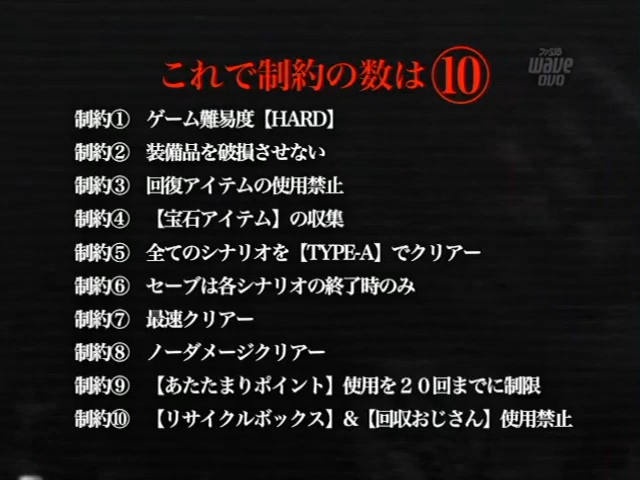 これで制約の数は⑩
ファミ通
WAVE
DVD
制約① ゲーム難易度【HARD】
制約② 装備品を破損させない
制約③ 回復アイテムの使用禁止
制約④ 【宝石アイテム】の収集
制約⑤ 全てのシナリオを【TYPE-A】でクリアー
制約⑥ セーブは各シナリオの終了時のみ
制約⑦ 最速クリアー
制約⑧ ノーダメージクリアー
制約⑨ 【あたたまりポイント】使用を２０回までに制限
制約⑩ 【リサイクルボックス】＆【回収おじさん】使用禁止